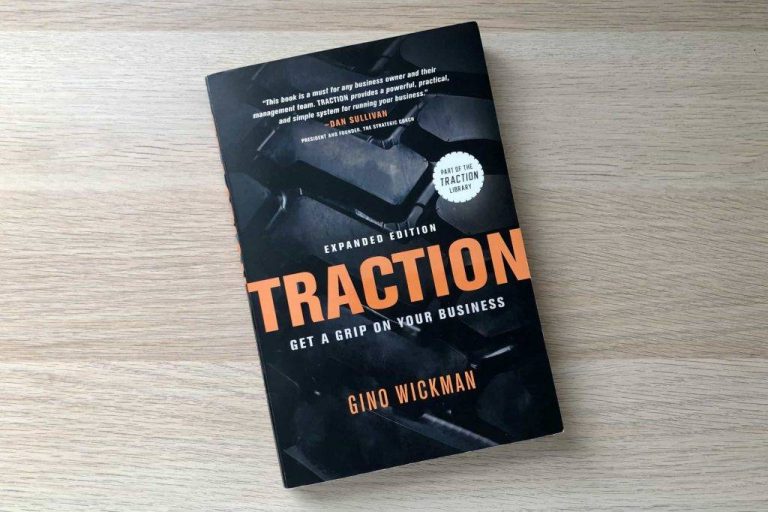 "This book is a must for any business owner and their
management team. TRACTION provides a powerful, practical,
and simple system for running your business."
—DAN SULLIVAN
PRESIDENT AND FOUNDER, THE STRATEGIC COACH
PART OF THE
TRACTION
LIBRARY
EXPANDED EDITION
TRACTION
GET A GRIP ON YOUR BUSINESS
GINO WICKMAN